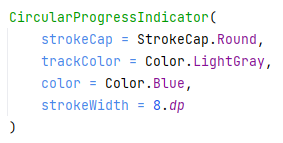 CircularProgressIndicator(
    strokeCap = StrokeCap.Round,
    trackColor = Color.LightGray,
    color = Color.Blue,
    strokeWidth = 8.dp
)